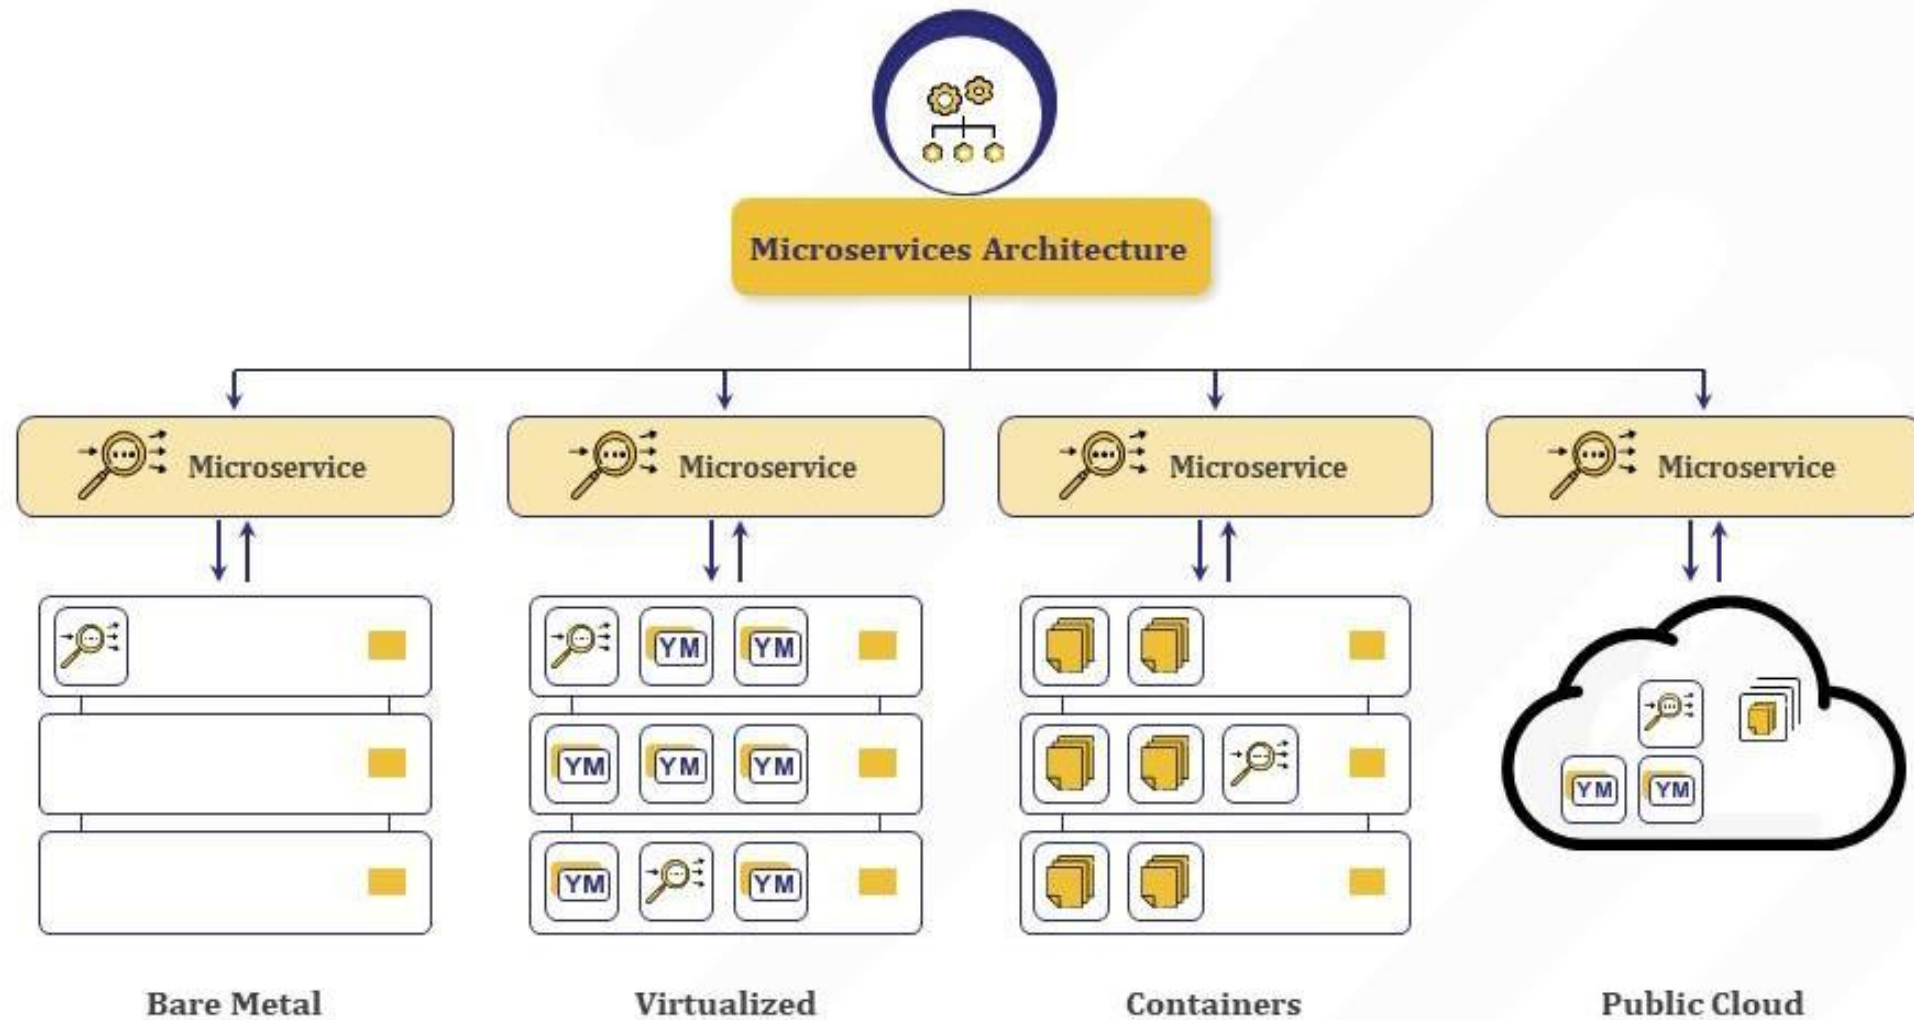 Microservices Architecture
Microservice Microservice Microservice Microservice
YM YM
YM YM YM
YM YM
YM YM
Bare Metal Virtualized Containers Public Cloud